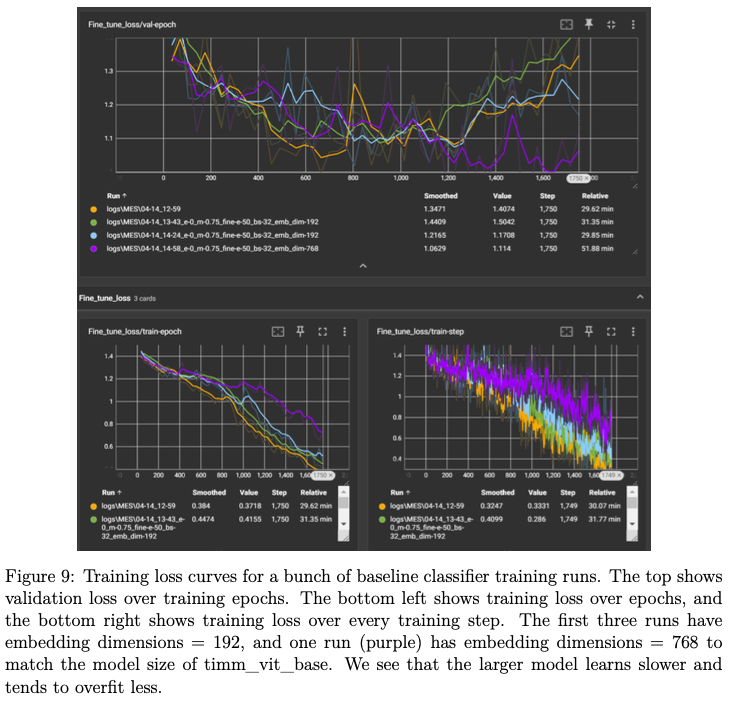 Fine_tune_loss/val-epoch
1.3
1.2
1.1
0 200 400 600 800 1,000 1,200 1,400 1,600 1750 × 00
Run ↑ Smoothed Value Step Relative
logs\MES\04-14_12-59 1.3471 1.4074 1,750 29.62 min
logs\MES\04-14_13-43_e-0_m-0.75_fine-e-50_bs-32_emb_dim-192 1.4409 1.5042 1,750 31.35 min
logs\MES\04-14_14-24_e-0_m-0.75_fine-e-50_bs-32_emb_dim-192 1.2165 1.1708 1,750 29.85 min
logs\MES\04-14_14-58_e-0_m-0.75_fine-e-50_bs-32_emb_dim-768 1.0629 1.114 1,750 51.88 min
Fine_tune_loss 3 cards
Fine_tune_loss/train-epoch
1.4
1.2
1
0.8
0.6
0 200 400 600 800 1,000 1,200 1,400 1,6 1750 ×
Run ↑ Smoothed Value Step Relative
logs\MES\04-14_12-59 0.384 0.3718 1,750 29.62 min
logs\MES\04-14_13-43_e- 0.4474 0.4155 1,750 31.35 min
0_m-0.75_fine-e-50_bs-
32_emb_dim-192
Fine_tune_loss/train-step
1.4
1.2
1
0.8
0.6
0.4
0 200 400 600 800 1,000 1,200 1,400 1,6 1749 ×
Run ↑ Smoothed Value Step Relative
logs\MES\04-14_12-59 0.3247 0.3331 1,749 30.07 min
logs\MES\04-14_13-43_e- 0.4099 0.286 1,749 31.77 min
0_m-0.75_fine-e-50_bs-
32_emb_dim-192
Figure 9: Training loss curves for a bunch of baseline classifier training runs. The top shows
validation loss over training epochs. The bottom left shows training loss over epochs, and
the bottom right shows training loss over every training step. The first three runs have
embedding dimensions = 192, and one run (purple) has embedding dimensions = 768 to
match the model size of timm_vit_base. We see that the larger model learns slower and
tends to overfit less.